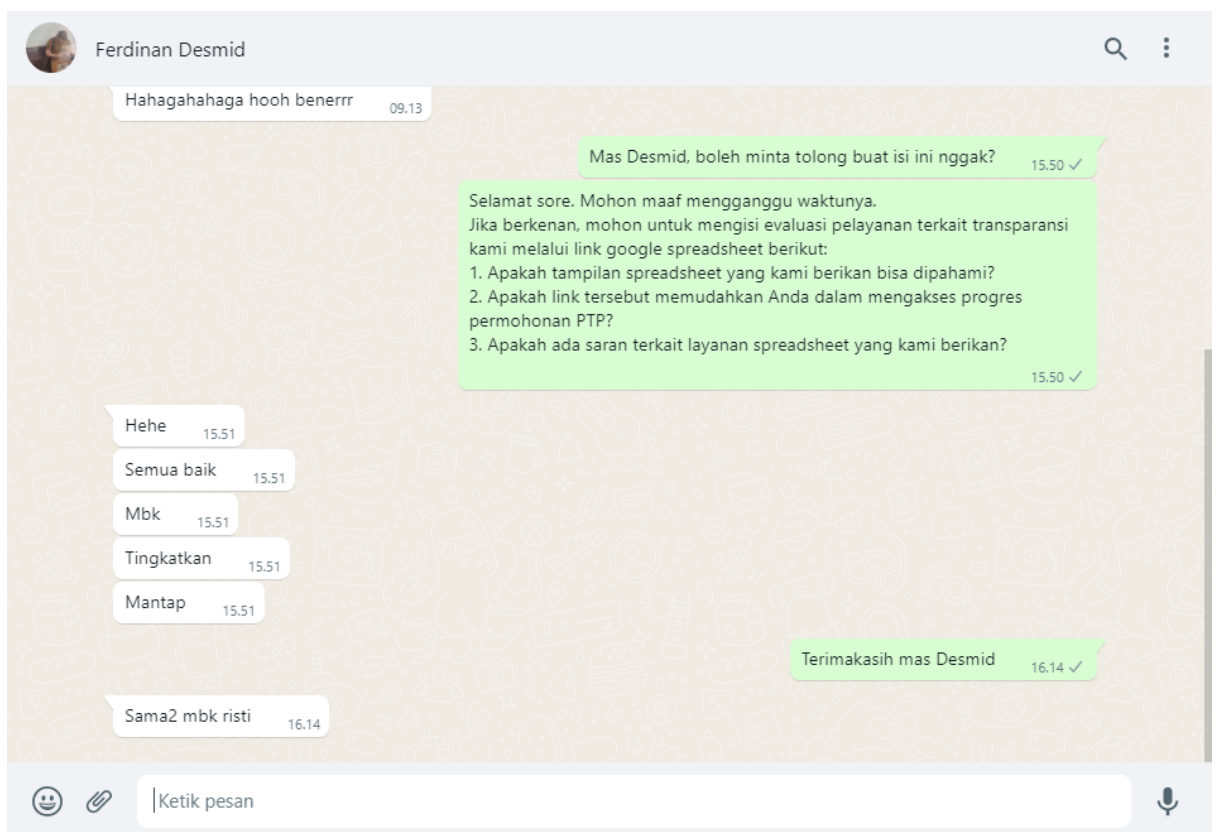 Ferdinan Desmid
Hahagahahaga hooh benerrr 09.13
Mas Desmid, boleh minta tolong buat isi ini nggak? 15.50
Selamat sore. Mohon maaf mengganggu waktunya.
Jika berkenan, mohon untuk mengisi evaluasi pelayanan terkait transparansi
kami melalui link google spreadsheet berikut:
1. Apakah tampilan spreadsheet yang kami berikan bisa dipahami?
2. Apakah link tersebut memudahkan Anda dalam mengakses progres
permohonan PTP?
3. Apakah ada saran terkait layanan spreadsheet yang kami berikan?
15.50
Hehe 15.51
Semua baik 15.51
Mbk 15.51
Tingkatkan 15.51
Mantap 15.51
Terimakasih mas Desmid 16.14
Sama2 mbk risti 16.14
Ketik pesan